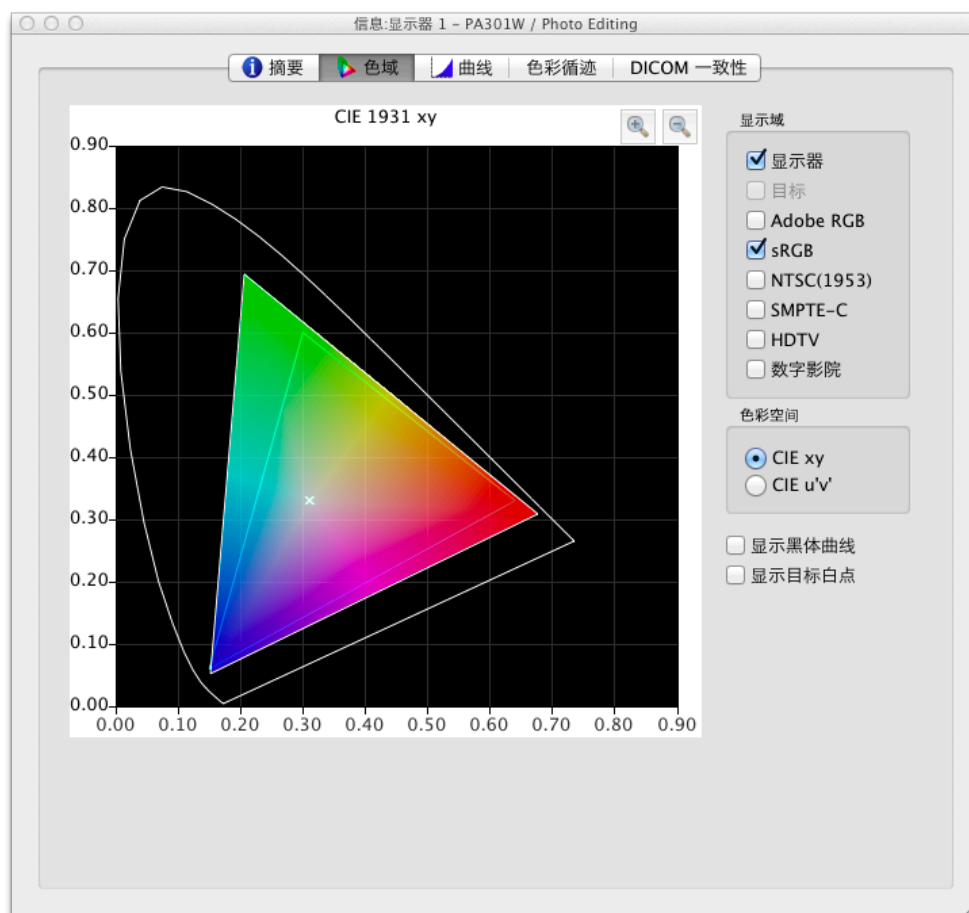 信息:显示器 1 – PA301W / Photo Editing
摘要
色域
曲线
色彩循迹
DICOM 一致性
CIE 1931 xy
0.90
0.80
0.70
0.60
0.50
0.40
0.30
0.20
0.10
0.00
0.00 0.10 0.20 0.30 0.40 0.50 0.60 0.70 0.80 0.90
显示域
显示器
目标
Adobe RGB
sRGB
NTSC(1953)
SMPTE-C
HDTV
数字影院
色彩空间
CIE xy
CIE u'v'
显示黑体曲线
显示目标白点